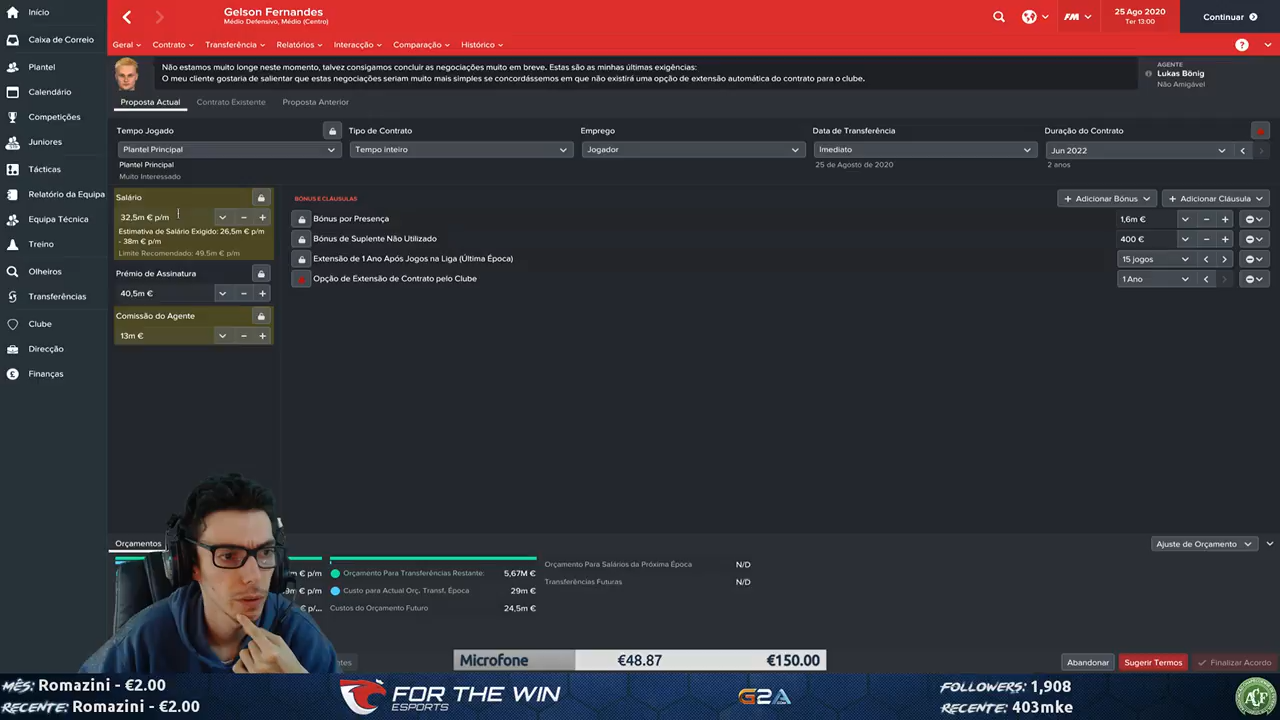 Início
Caixa de Correio
Plantel
Calendário
Competições
Juniores
Tácticas
Relatório da Equipa
Equipa Técnica
Treino
Olheiros
Transferências
Clube
Direcção
Finanças
Gelson Fernandes
Médio Defensivo, Médio (Centro)
FM
25 Ago 2020
Ter 13:00
Continuar
Geral
Contrato
Transferência
Relatórios
Interacção
Comparação
Histórico
?
Não estamos muito longe neste momento, talvez consigamos concluir as negociações muito em breve. Estas são as minhas últimas exigências:
O meu cliente gostaria de salientar que estas negociações seriam muito mais simples se concordássemos em que não existirá uma opção de extensão automática do contrato para o clube.
AGENTE
Lukas Bönig
Não Amigável
Proposta Actual
Contrato Existente
Proposta Anterior
Tempo Jogado
Plantel Principal
Plantel Principal
Muito Interessado
Tipo de Contrato
Tempo inteiro
Emprego
Jogador
Data de Transferência
Imediato
25 de Agosto de 2020
Duração do Contrato
Jun 2022
2 anos
Salário
32,5m € p/m
Estimativa de Salário Exigido: 26,5m € p/m
- 38m € p/m
Limite Recomendado: 49,5m € p/m
Prémio de Assinatura
40,5m €
Comissão do Agente
13m €
BÓNUS E CLÁUSULAS
+ Adicionar Bónus
+ Adicionar Cláusula
Bónus por Presença
1,6m €
Bónus de Suplente Não Utilizado
400 €
Extensão de 1 Ano Após Jogos na Liga (Última Época)
15 jogos
Opção de Extensão de Contrato pelo Clube
1 Ano
Orçamentos
Ajuste de Orçamento
€ p/m
9m € p/m
€ p/...
Orçamento Para Transferências Restante:
5,67M €
Custo para Actual Orç. Transf. Época
29m €
Custos do Orçamento Futuro
24,5m €
Orçamento Para Salários da Próxima Época
N/D
Transferências Futuras
N/D
Abandonar
Sugerir Termos
Finalizar Acordo
Microfone
€48.87
€150.00
MÊS: Romazini - €2.00
RECENTE: Romazini - €2.00
FOR THE WIN
ESPORTS
G2A
FOLLOWERS: 1,908
RECENTE: 403mke
ACF